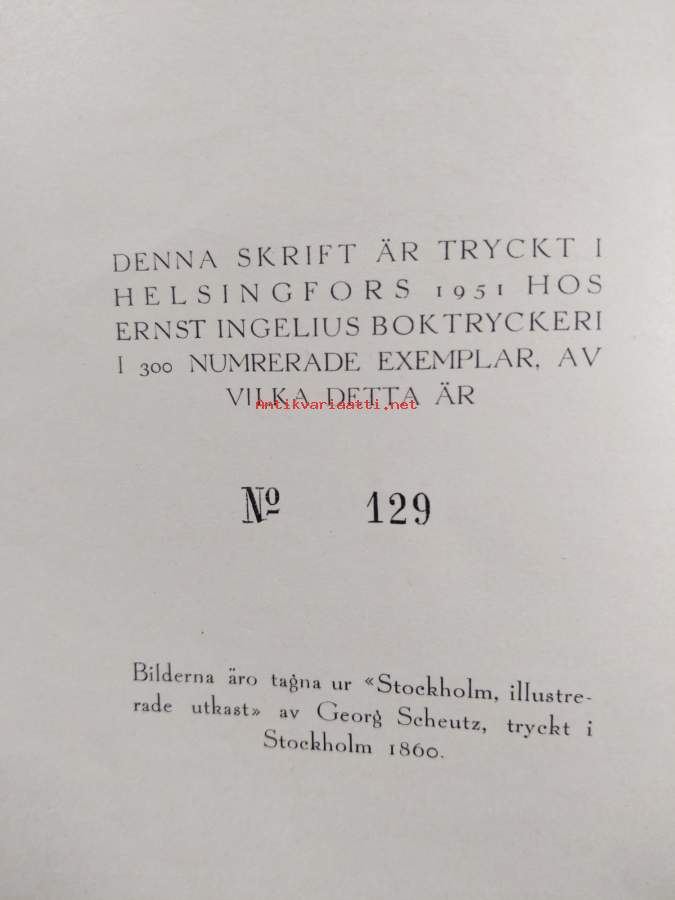 DENNA SKRIFT ÄR TRYCKT I
HELSINGFORS 1951 HOS
ERNST INGELIUS BOKTRYCKERI
I 300 NUMRERADE EXEMPLAR, AV
VILKA DETTA ÄR
Antikvariaatti.net
Nº 129
Bilderna äro tagna ur «Stockholm, illustre-
rade utkast» av Georg Scheutz, tryckt i
Stockholm 1860.